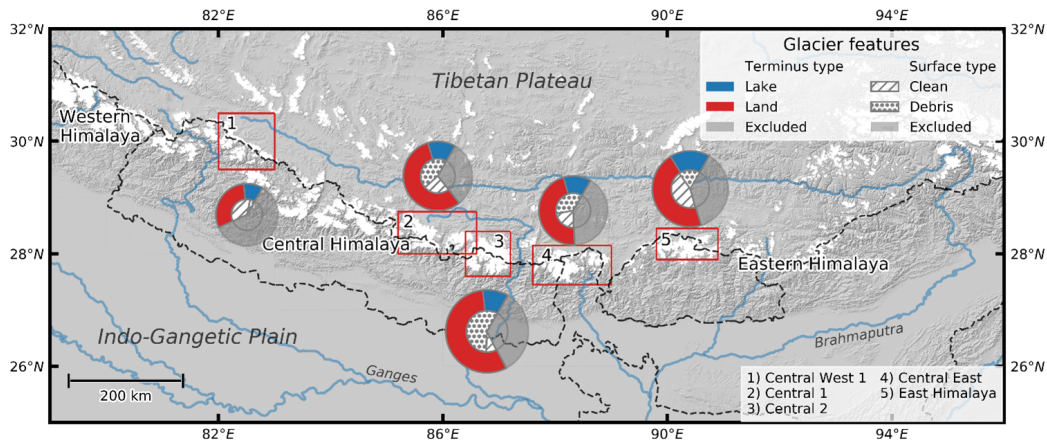 82°E 86°E 90°E 94°E
32°N 32°N
Glacier features
Terminus type Surface type
Lake Clean
Land Debris
Excluded Excluded
Tibetan Plateau
Western
Himalaya
1
30°N 30°N
2
3
4
5
Central Himalaya
Eastern Himalaya
28°N 28°N
Indo-Gangetic Plain
Brahmaputra
Ganges
26°N 26°N
200 km
1) Central West 1 4) Central East
2) Central 1 5) East Himalaya
3) Central 2
82°E 86°E 90°E 94°E